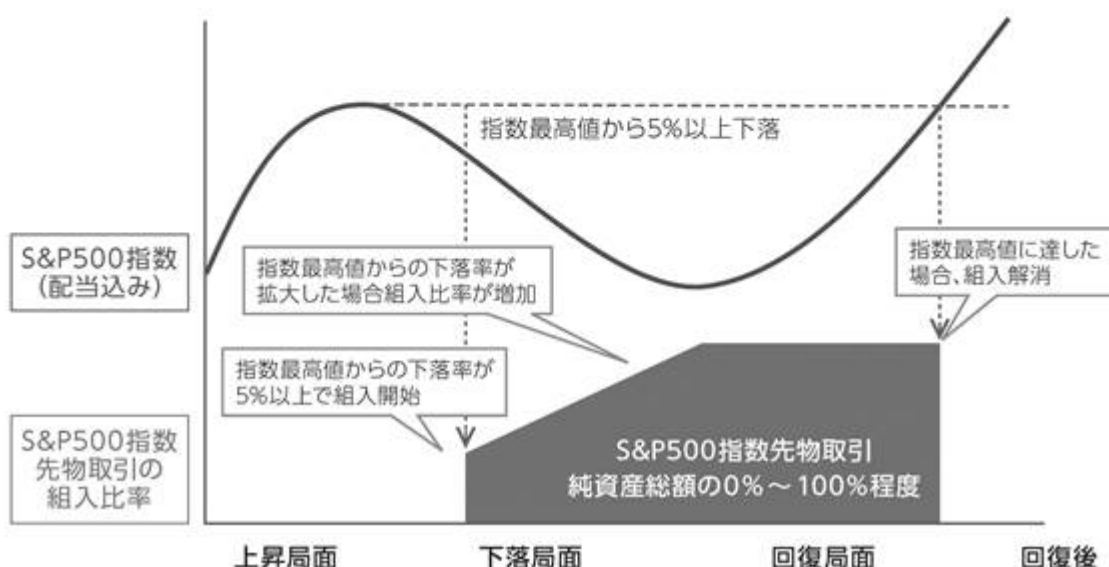 指数最高値から5%以上下落
S&P500指数
(配当込み)
指数最高値からの下落率が
拡大した場合組入比率が増加
指数最高値に達した
場合、組入解消
指数最高値からの下落率が
5%以上で組入開始
S&P500指数
先物取引の
組入比率
S&P500指数先物取引
純資産総額の0%～100%程度
上昇局面
下落局面
回復局面
回復後